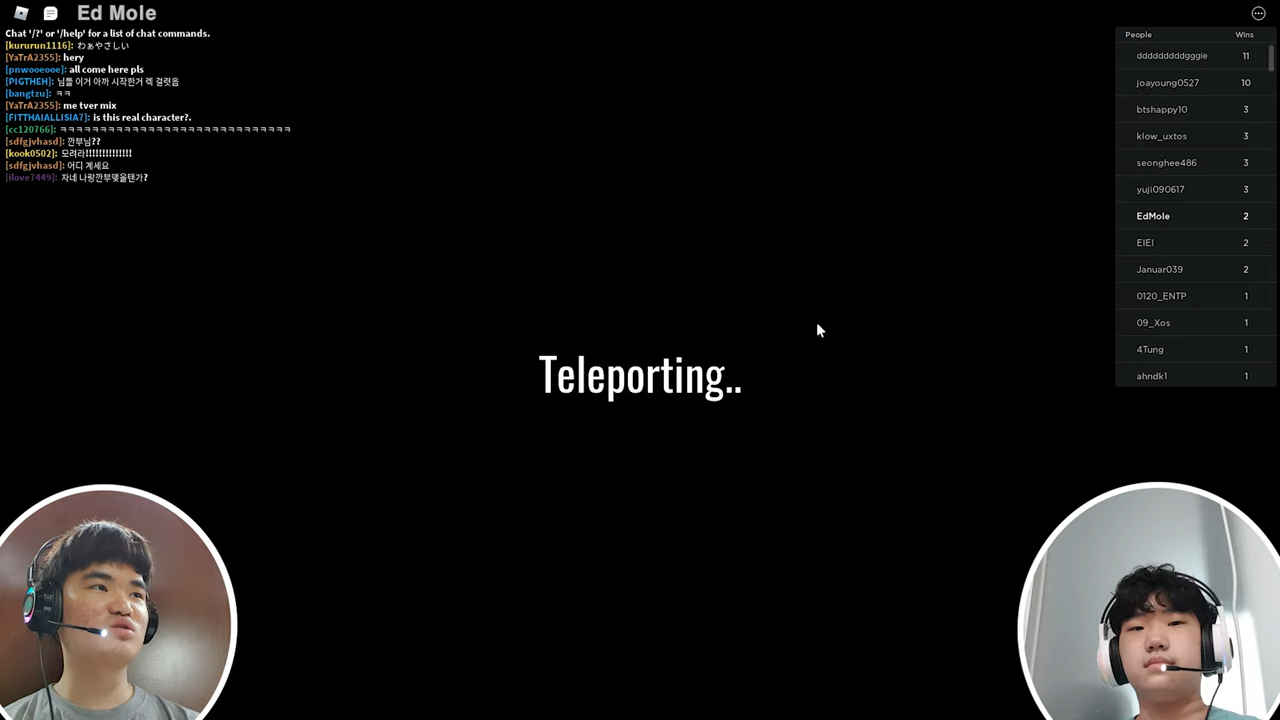 Ed Mole
Chat '/?' or '/help' for a list of chat commands.
[kururun1116]: わぁやさしい
[YaTrA2355]: hery
[pnwooeooe]: all come here pls
[PIGTHEH]: 님들 이거 아까 시작한거 렉 걸렷음
[bangtzu]: ㅋㅋ
[YaTrA2355]: me tver mix
[FITTHAIALLISIA7]: is this real character?.
[cc120766]: ㅋㅋㅋㅋㅋㅋㅋㅋㅋㅋㅋㅋㅋㅋㅋㅋㅋㅋㅋㅋㅋㅋㅋㅋㅋㅋㅋㅋㅋ
[sdfgjvhasd]: 깐부님??
[kook0502]: 모려라!!!!!!!!!!!!!!
[sdfgjvhasd]: 어디 계세요
[ilove7449]: 자네 나랑깐부맺을텐가?
People Wins
dddddddddgggie 11
joayoung0527 10
btshappy10 3
klow_uxtos 3
seonghee486 3
yuji090617 3
EdMole 2
EIEI 2
Januar039 2
0120_ENTP 1
09_Xos 1
4Tung 1
ahndk1 1
Teleporting..